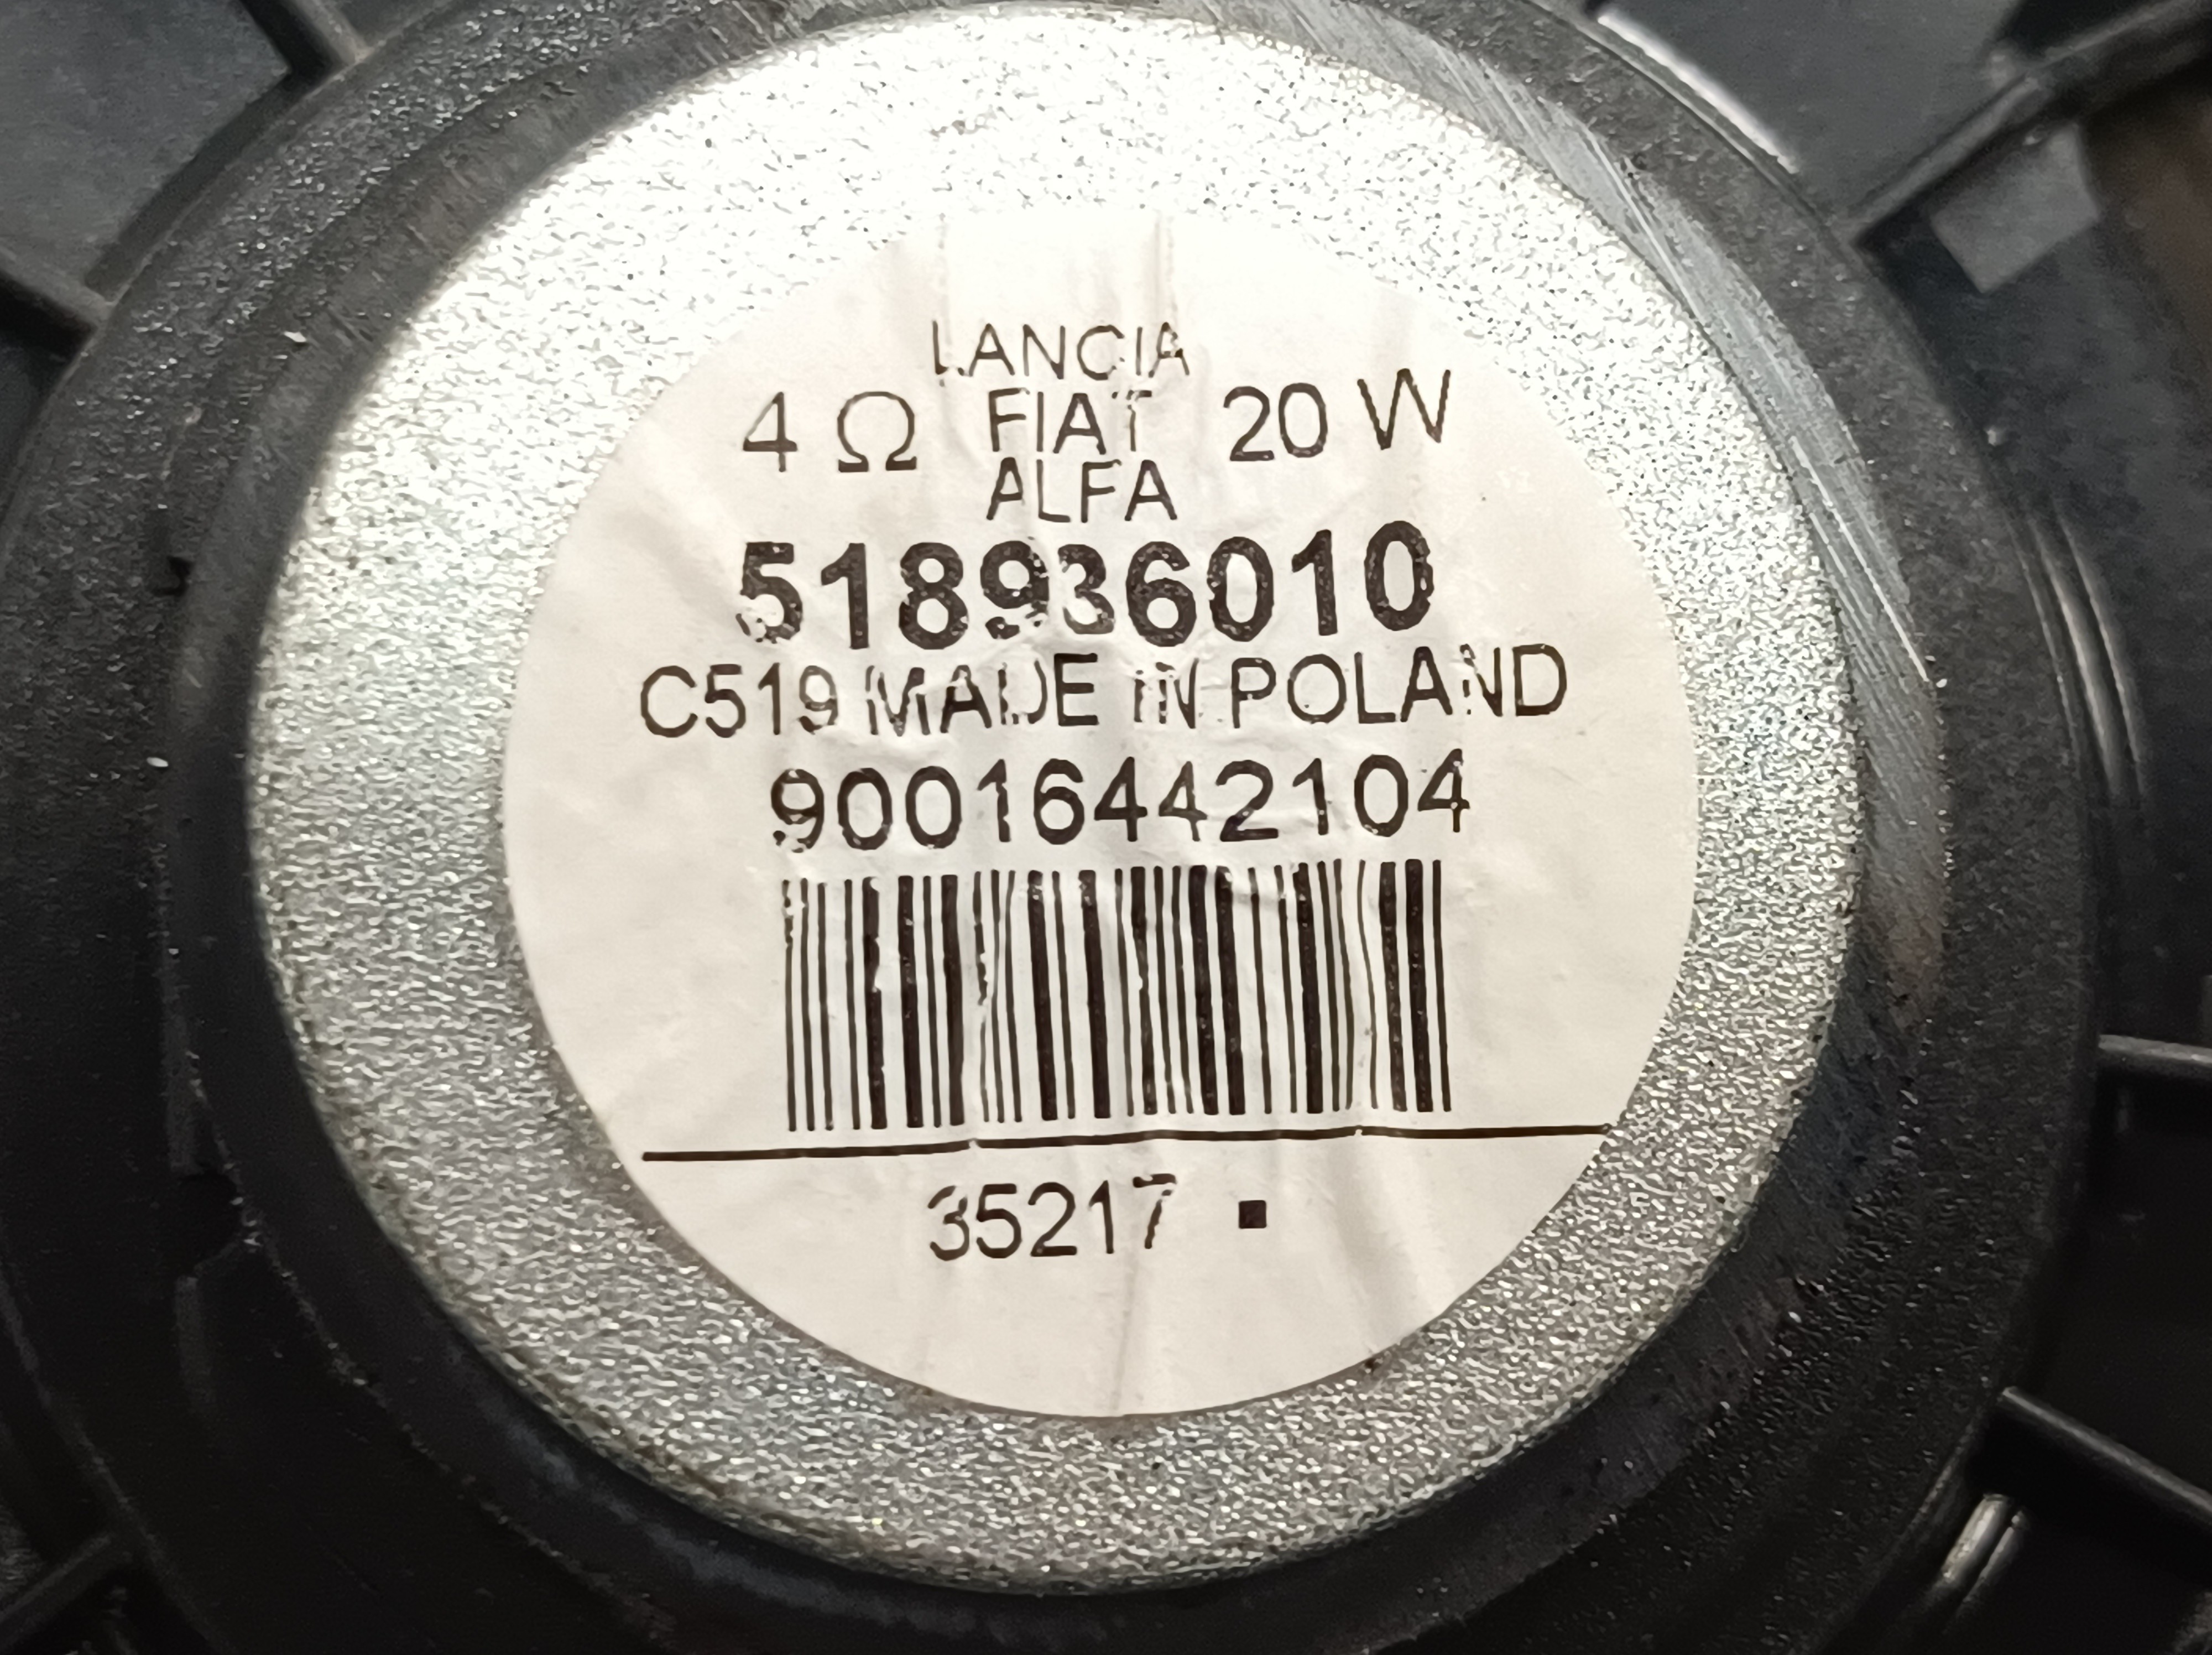 LANCIA
4 Ω FIAT 20 W
ALFA
518936010
C519 MADE IN POLAND
90016442104
35217 ▪